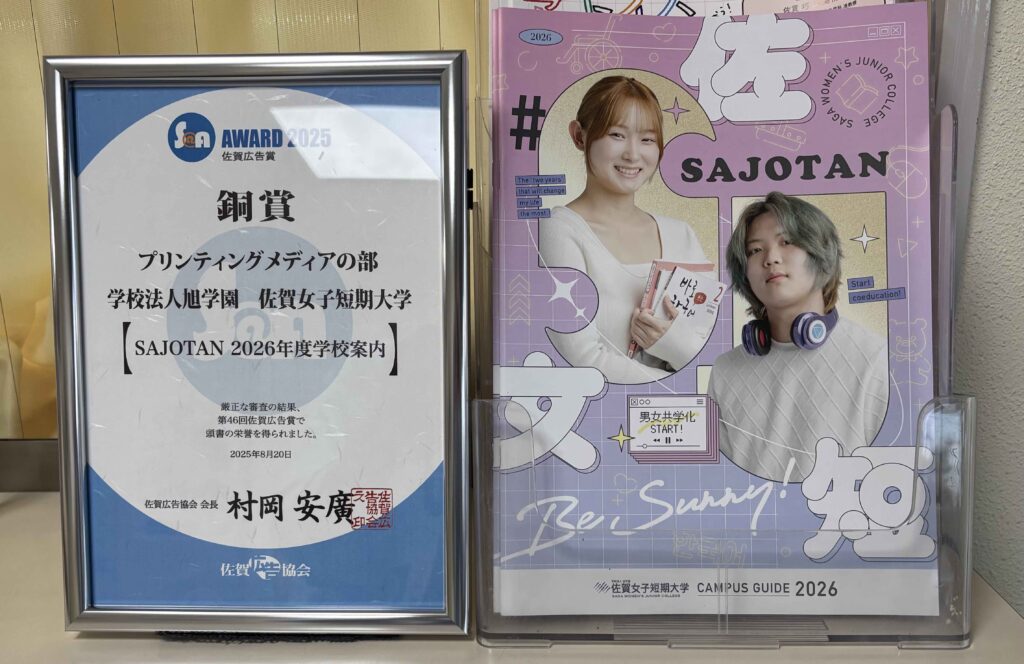 SAA
AWARD 2025
佐賀広告賞
銅賞
プリンティングメディアの部
学校法人旭学園 佐賀女子短期大学
【SAJOTAN 2026年度学校案内】
厳正な審査の結果、
第46回佐賀広告賞で
頭書の栄誉を得られました。
2025年8月20日
佐賀広告協会 会長 村岡 安廣
佐賀広告協会
2026
佐
SAGA WOMEN'S JUNIOR COLLEGE
#
SAJOTAN
The "two years"
that will change
my life
the most.
Start
coeducation!
女
男女共学化
START!
短
Be, Sunny!
한국어
佐賀女子短期大学 CAMPUS GUIDE 2026
SAGA WOMEN'S JUNIOR COLLEGE